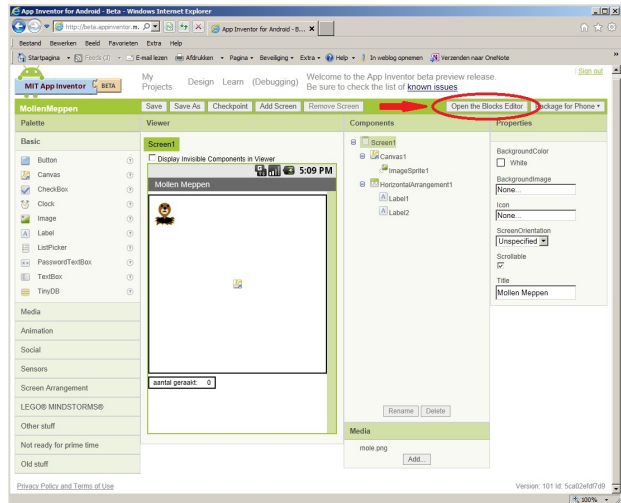 App Inventor for Android - Beta - Windows Internet Explorer
http://beta.appinventor.m.
App Inventor for Android - B...
Bestand Bewerken Beeld Favorieten Extra Help
Startpagina Feeds (3) E-mail lezen Afdrukken Pagina Beveiliging Extra Help In weblog opnemen Verzenden naar OneNote
MIT App Inventor BETA
My Projects Design Learn (Debugging)
Welcome to the App Inventor beta preview release.
Be sure to check the list of known issues.
Sign out
MollenMeppen
Save Save As Checkpoint Add Screen Remove Screen
Open the Blocks Editor
Package for Phone
Palette
Basic
Button
Canvas
CheckBox
Clock
Image
Label
ListPicker
PasswordTextBox
TextBox
TinyDB
Media
Animation
Social
Sensors
Screen Arrangement
LEGO® MINDSTORMS®
Other stuff
Not ready for prime time
Old stuff
Viewer
Screen1
Display Invisible Components in Viewer
5:09 PM
Mollen Meppen
aantal geraakt: 0
Components
Screen1
Canvas1
ImageSprite1
HorizontalArrangement1
Label1
Label2
Rename Delete
Media
mole.png
Add...
Properties
BackgroundColor
White
BackgroundImage
None...
Icon
None...
ScreenOrientation
Unspecified
Scrollable
Title
Mollen Meppen
Privacy Policy and Terms of Use
Version: 101 Id:
100%